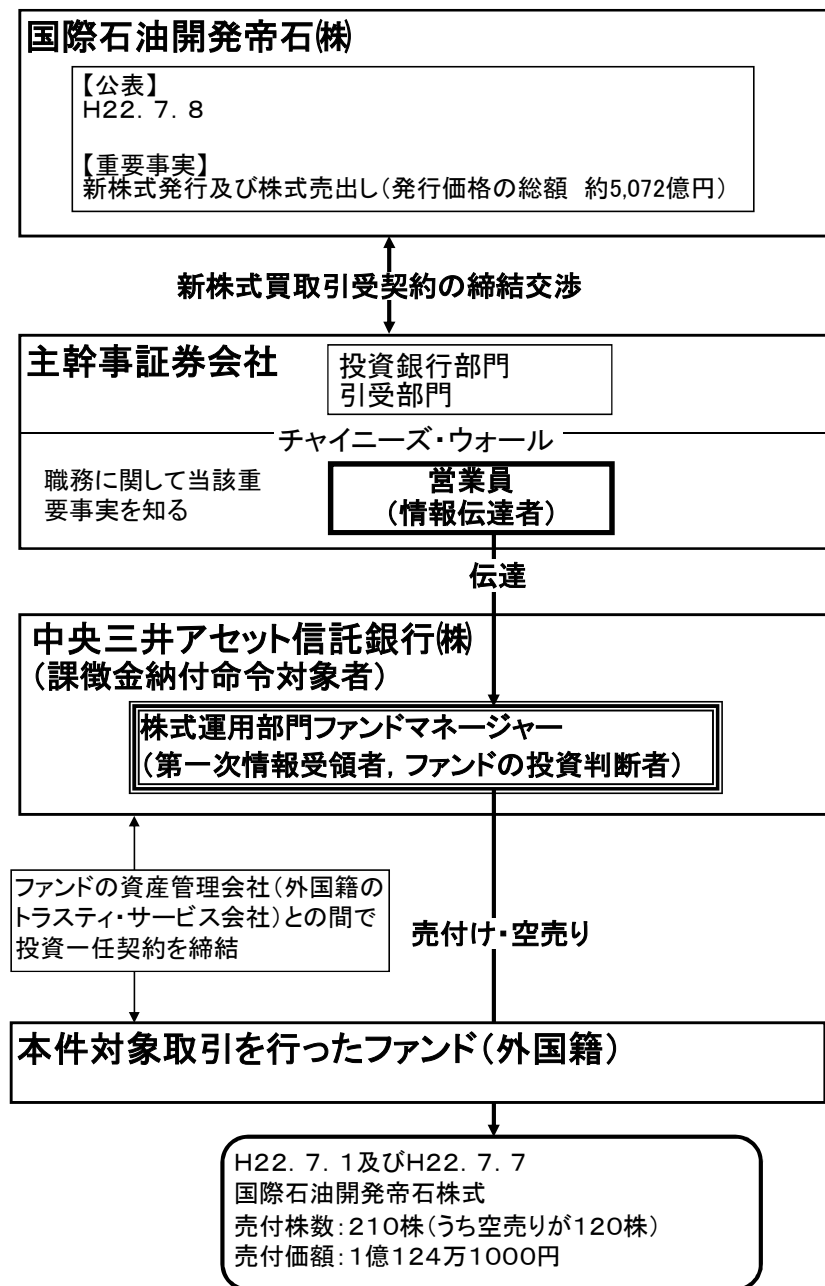 国際石油開発帝石㈱
【公表】
H22．7．8
【重要事実】
新株式発行及び株式売出し（発行価格の総額　約5,072億円）
新株式買取引受契約の締結交渉
主幹事証券会社
投資銀行部門
引受部門
チャイニーズ・ウォール
職務に関して当該重
要事実を知る
営業員
（情報伝達者）
伝達
中央三井アセット信託銀行㈱
（課徴金納付命令対象者）
株式運用部門ファンドマネージャー
（第一次情報受領者，ファンドの投資判断者）
ファンドの資産管理会社（外国籍の
トラスティ・サービス会社）との間で
投資一任契約を締結
売付け・空売り
本件対象取引を行ったファンド（外国籍）
H22．7．1及びH22．7．7
国際石油開発帝石株式
売付株数：210株（うち空売りが120株）
売付価額：1億124万1000円